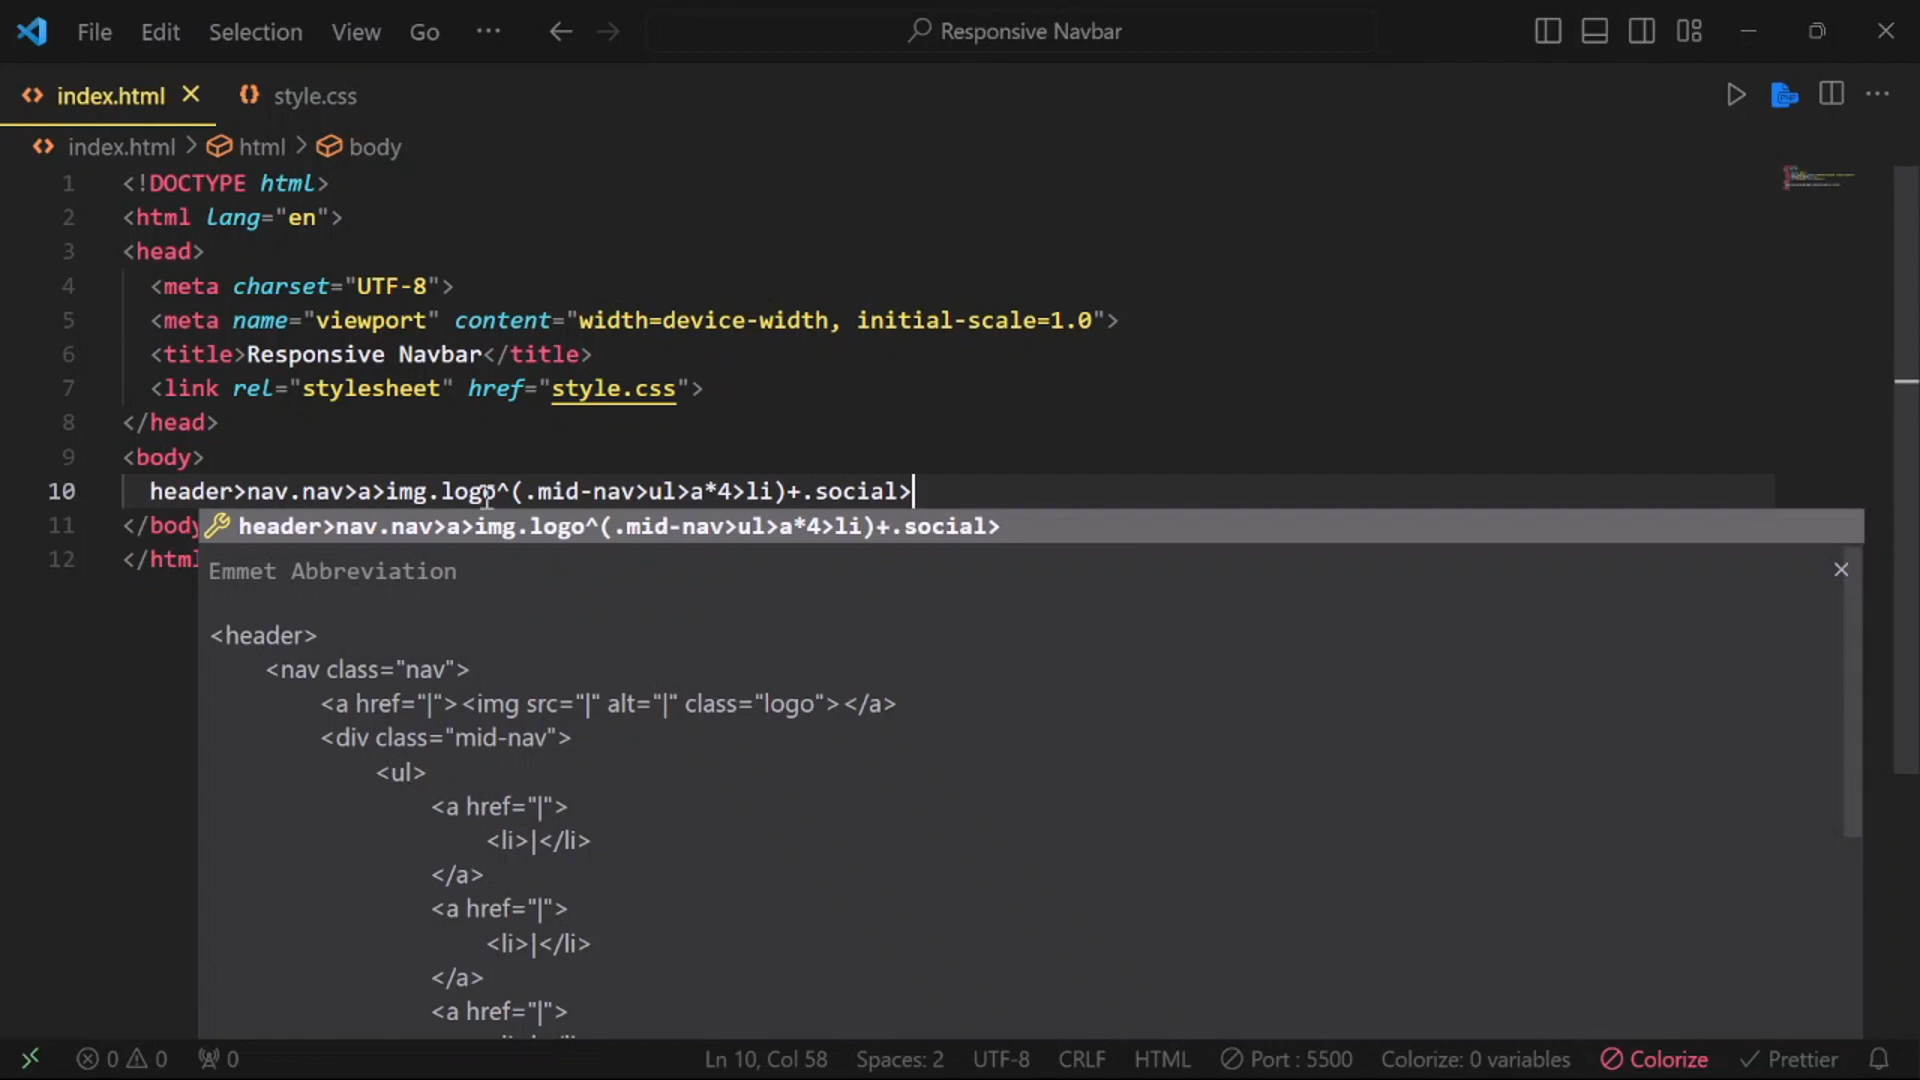 File Edit Selection View Go ··· Responsive Navbar
index.html style.css
index.html > html > body
1 <!DOCTYPE html>
2 <html lang="en">
3 <head>
4 <meta charset="UTF-8">
5 <meta name="viewport" content="width=device-width, initial-scale=1.0">
6 <title>Responsive Navbar</title>
7 <link rel="stylesheet" href="style.css">
8 </head>
9 <body>
10 header>nav.nav>a>img.logo^(.mid-nav>ul>a*4>li)+.social>
11 </body
header>nav.nav>a>img.logo^(.mid-nav>ul>a*4>li)+.social>
12 </html
Emmet Abbreviation
<header>
<nav class="nav">
<a href="|"><img src="|" alt="|" class="logo"></a>
<div class="mid-nav">
<ul>
<a href="|">
<li>|</li>
</a>
<a href="|">
<li>|</li>
</a>
<a href="|">
0 0 0 Ln 10, Col 58 Spaces: 2 UTF-8 CRLF HTML Port : 5500 Colorize: 0 variables Colorize Prettier